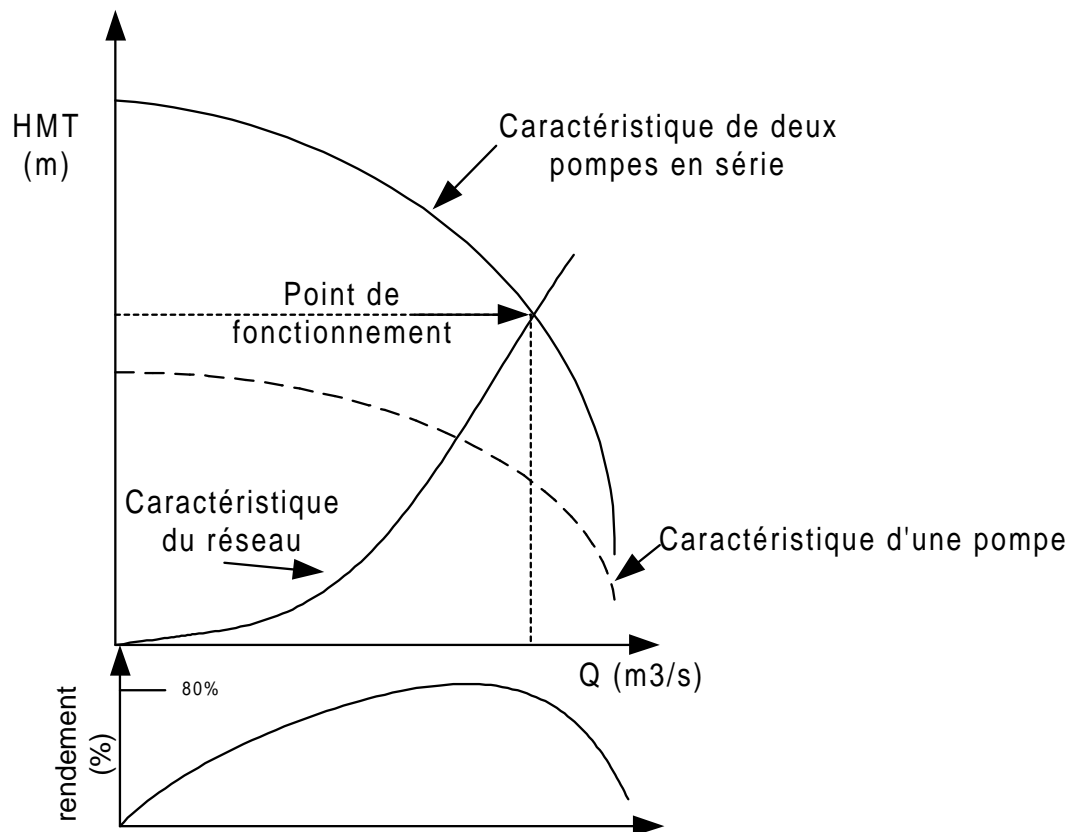 HMT
(m)
Caractéristique de deux
pompes en série
Point de
fonctionnement
Caractéristique
du réseau
Caractéristique d'une pompe
Q (m3/s)
80%
rendement
(%)